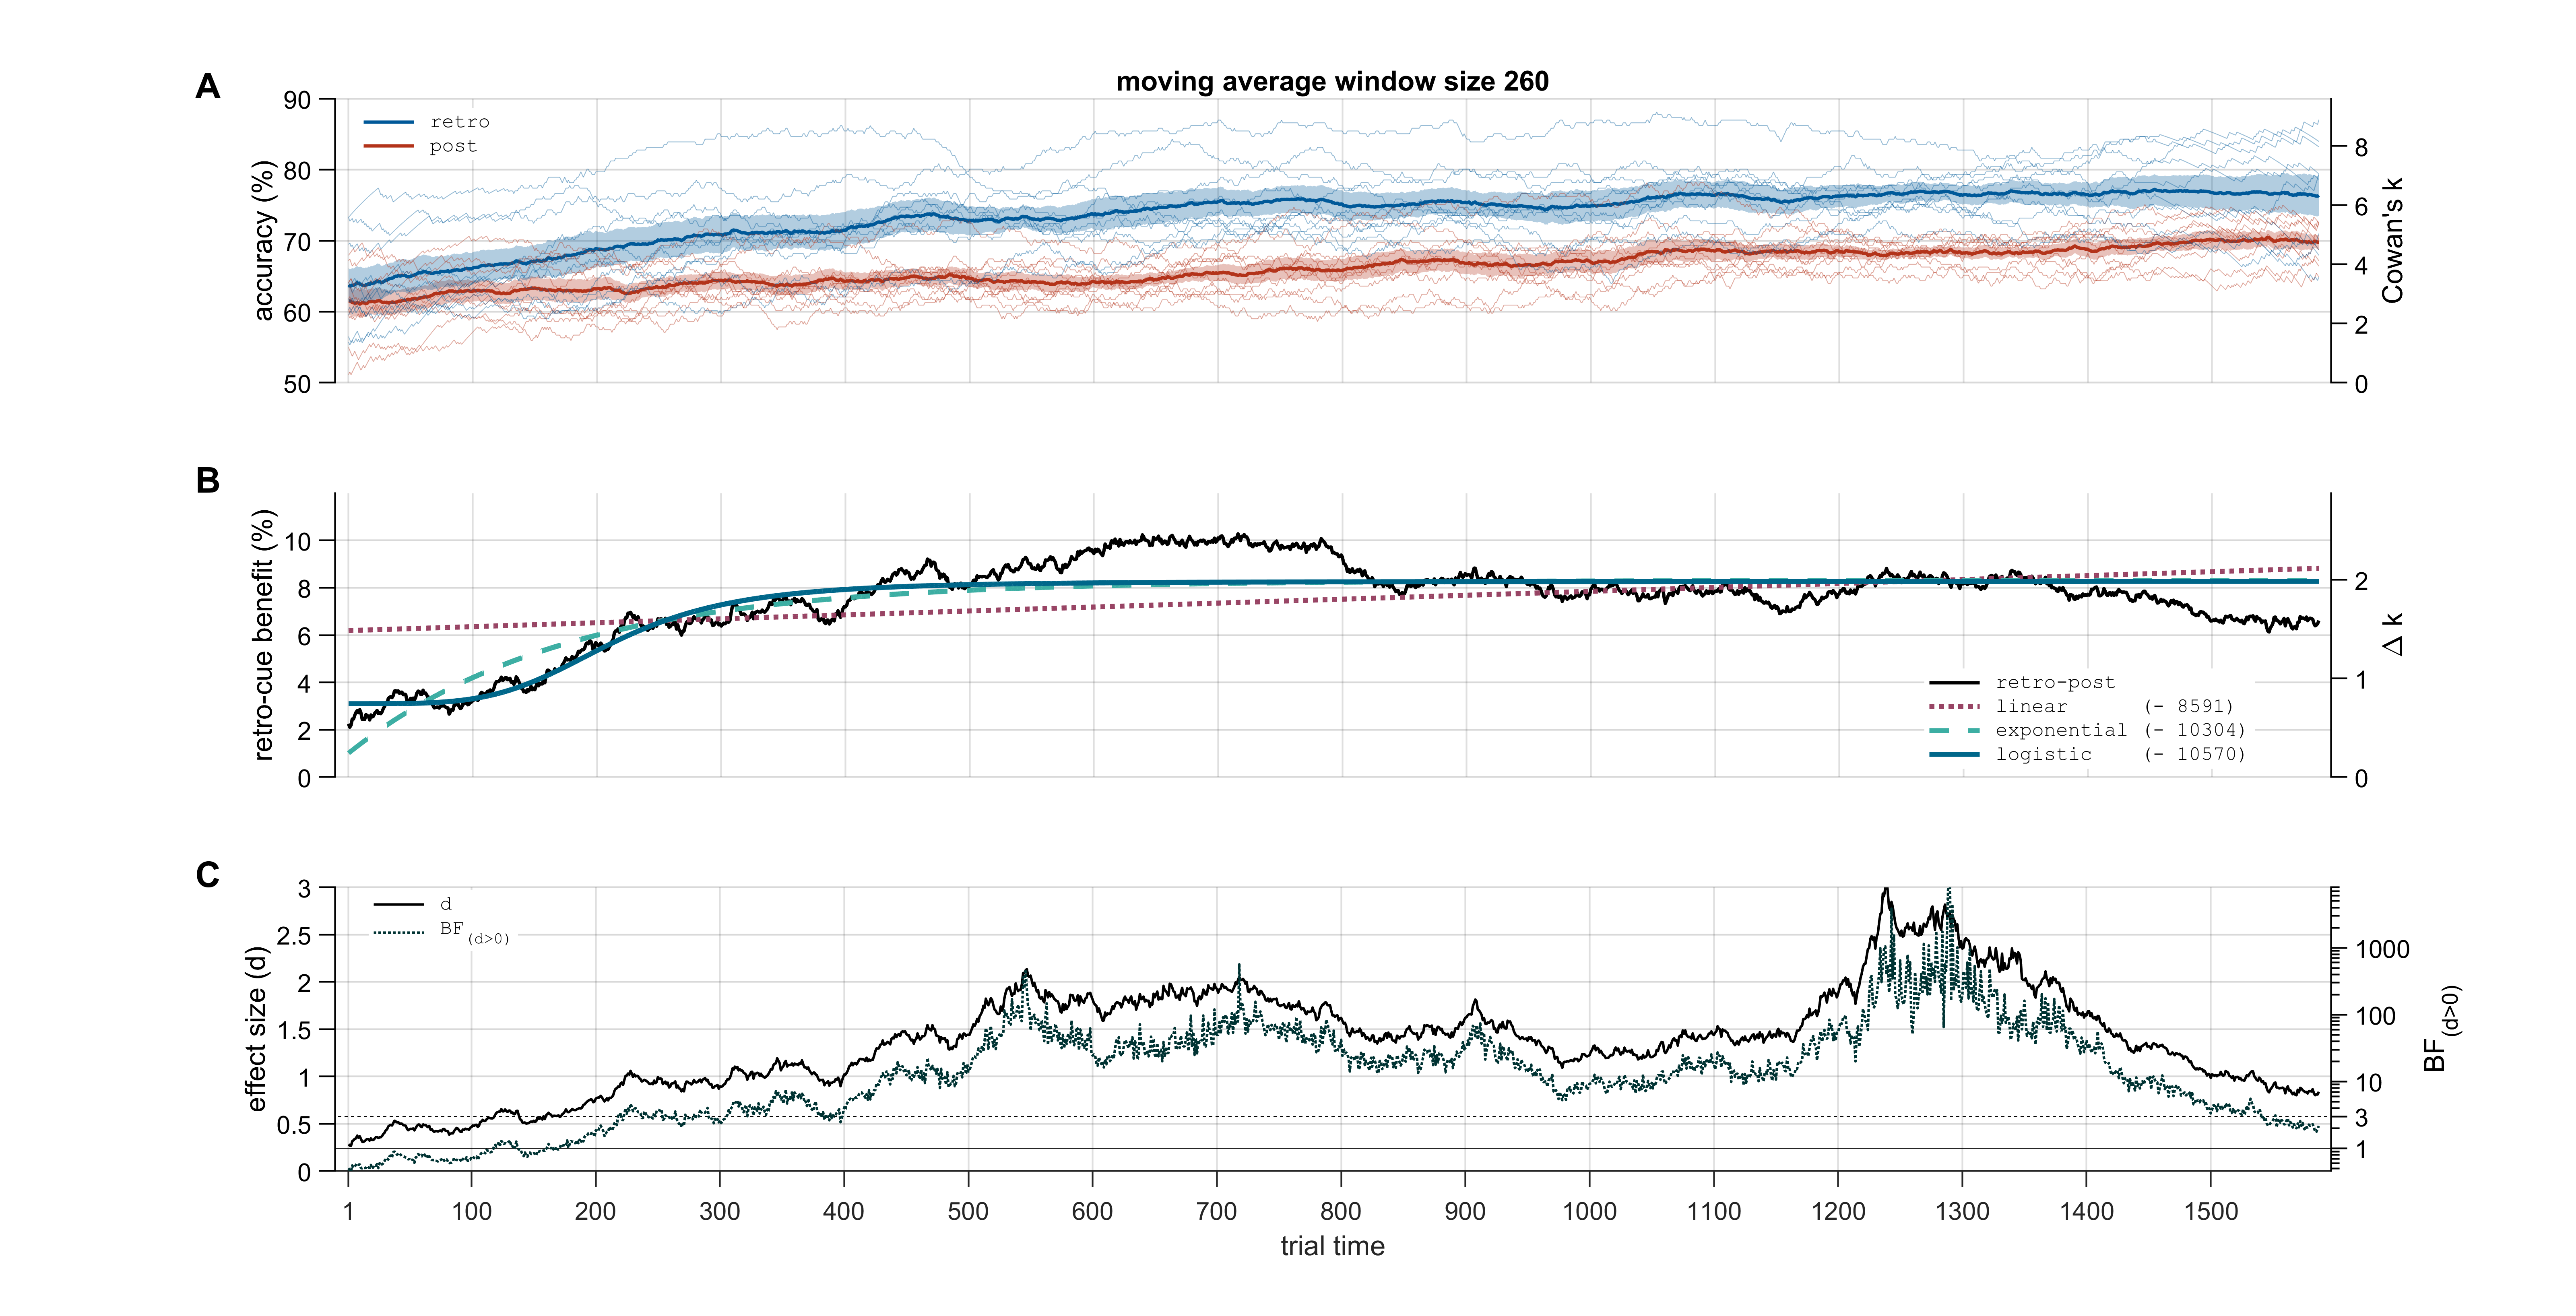 A
moving average window size 260
retro
post
90
80
70
60
50
accuracy (%)
8
6
4
2
0
Cowan's k
B
10
8
6
4
2
0
retro-cue benefit (%)
2
1
0
Δ k
retro-post
linear (- 8591)
exponential (- 10304)
logistic (- 10570)
C
d
BF(d>0)
3
2.5
2
1.5
1
0.5
0
effect size (d)
1000
100
10
3
1
BF(d>0)
1 100 200 300 400 500 600 700 800 900 1000 1100 1200 1300 1400 1500
trial time